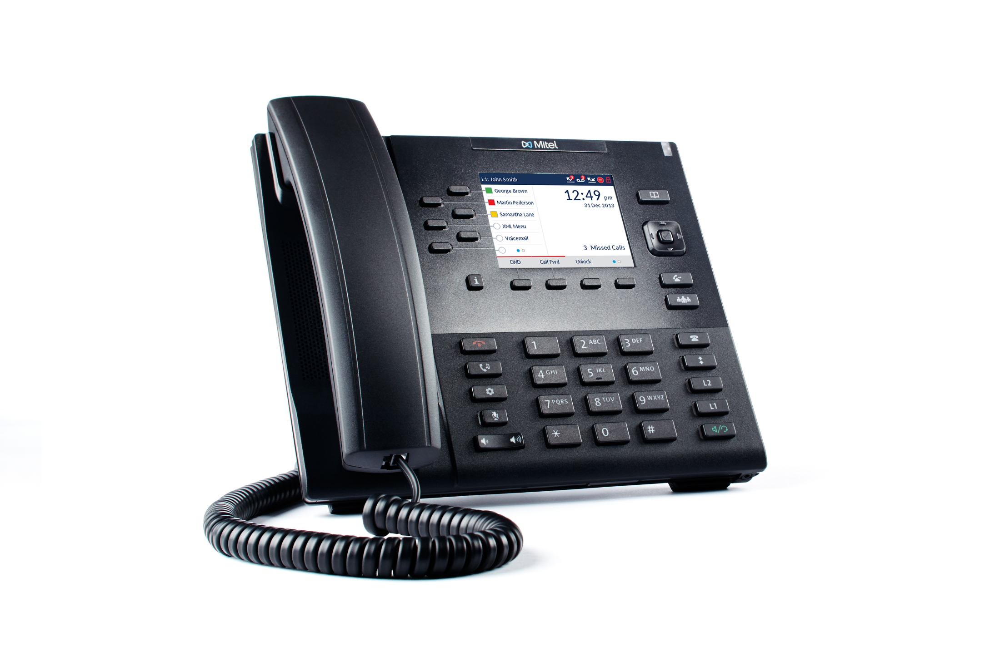 Mitel
L1: John Smith 3 3
George Brown
12:49 pm
Martin Pederson
31 Dec 2013
Samantha Lane
XML Menu
Voicemail
3 Missed Calls
DND Call Fwd Unlock
i
1 2 ABC 3 DEF
4 GHI 5 JKL 6 MNO
L2
7 PQRS 8 TUV 9 WXYZ
L1
* 0 #